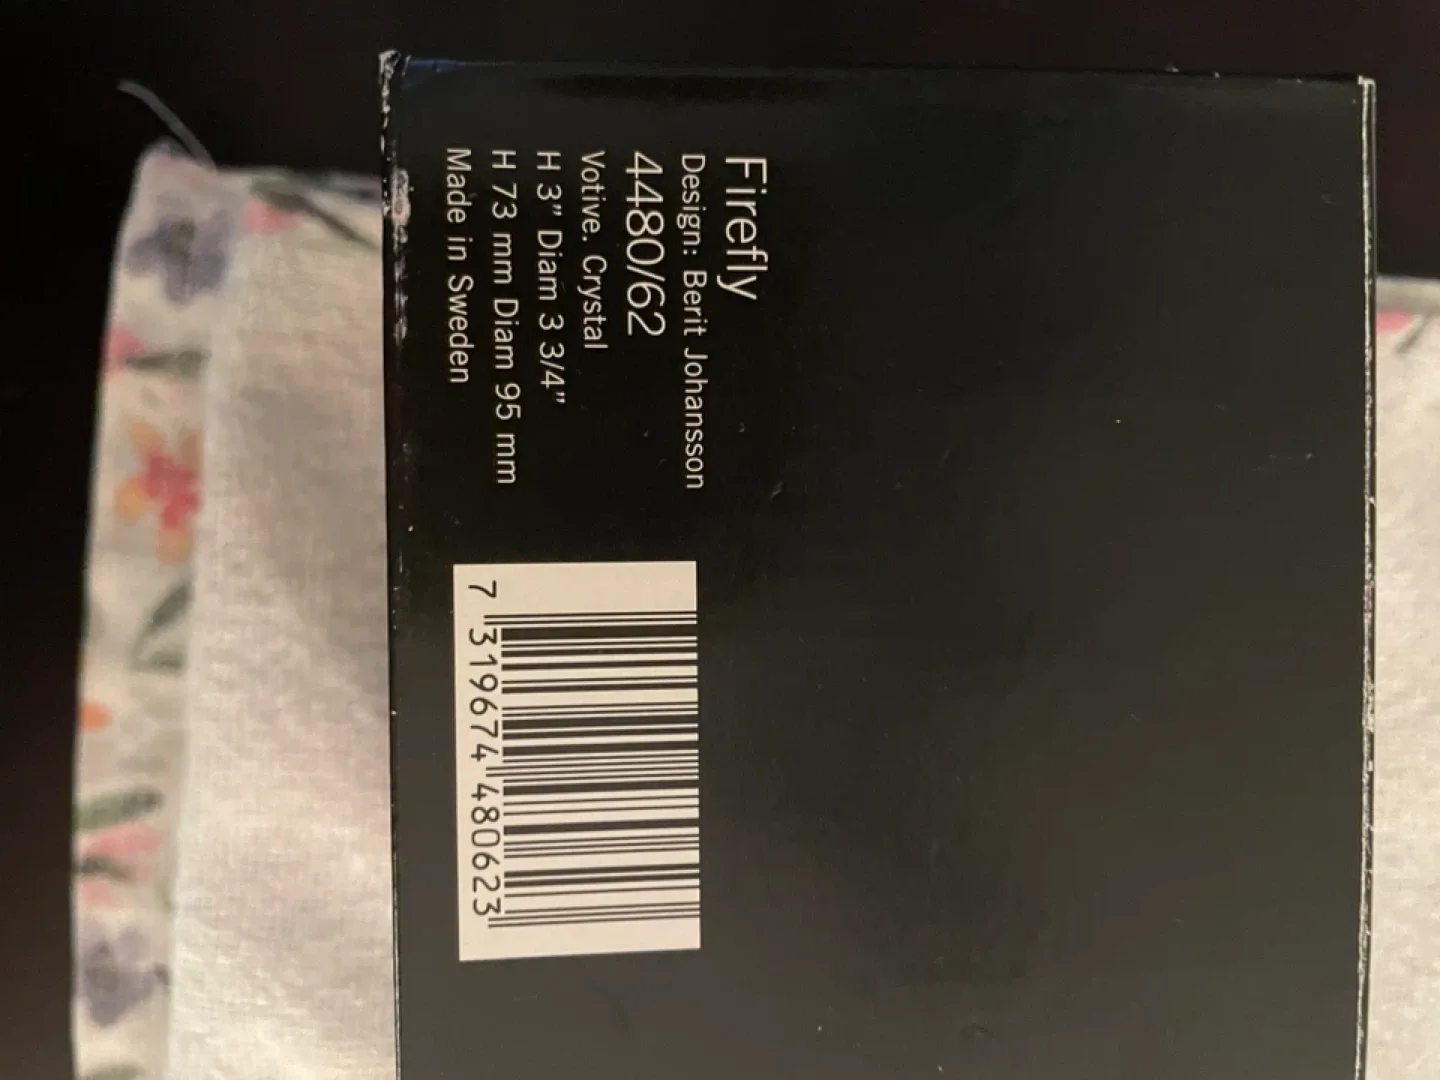 Firefly
Design: Berit Johansson
4480/62
Votive. Crystal
H 3" Diam 3 3/4"
H 73 mm Diam 95 mm
Made in Sweden
7 319674 480623